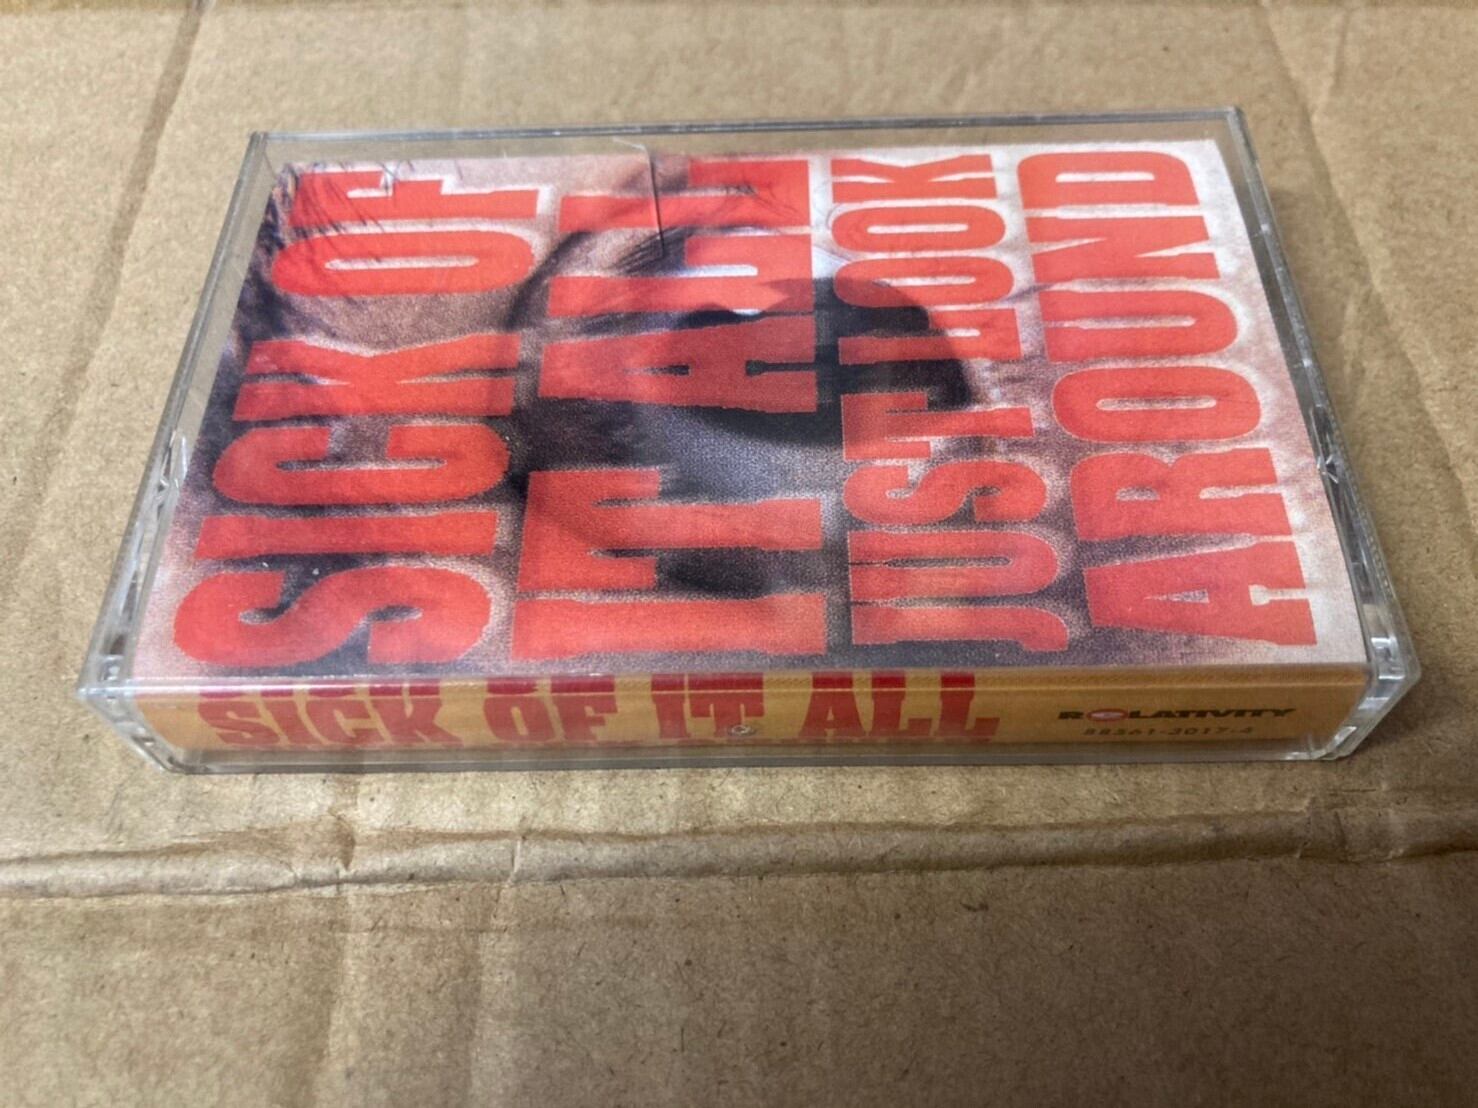 SICK OF
IT ALL
JUST LOOK
AROUND
SICK OF IT ALL
RELATIVITY
88561-3017-4